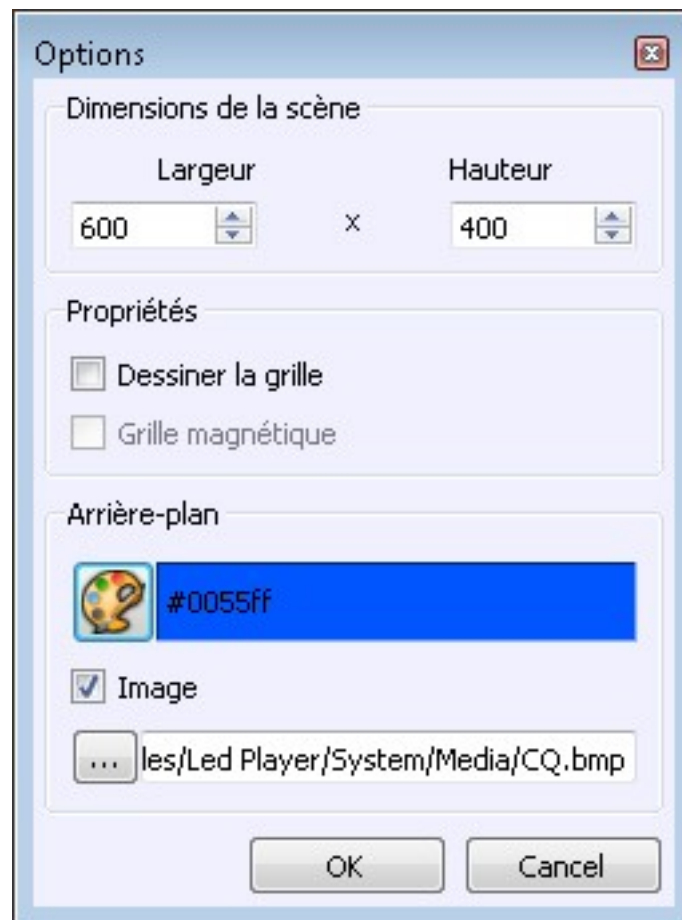 Options
Dimensions de la scène
Largeur Hauteur
600 x 400
Propriétés
Dessiner la grille
Grille magnétique
Arrière-plan
#0055ff
Image
... les/Led Player/System/Media/CQ.bmp
OK Cancel